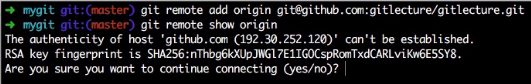 ➜ mygit git:(master) git remote add origin git@github.com:gitlecture/gitlecture.git
➜ mygit git:(master) git remote show origin
The authenticity of host 'github.com (192.30.252.120)' can't be established.
RSA key fingerprint is SHA256:nThbg6kXUpJWGl7E1IGOCspRomTxdCARLviKw6E5SY8.
Are you sure you want to continue connecting (yes/no)?